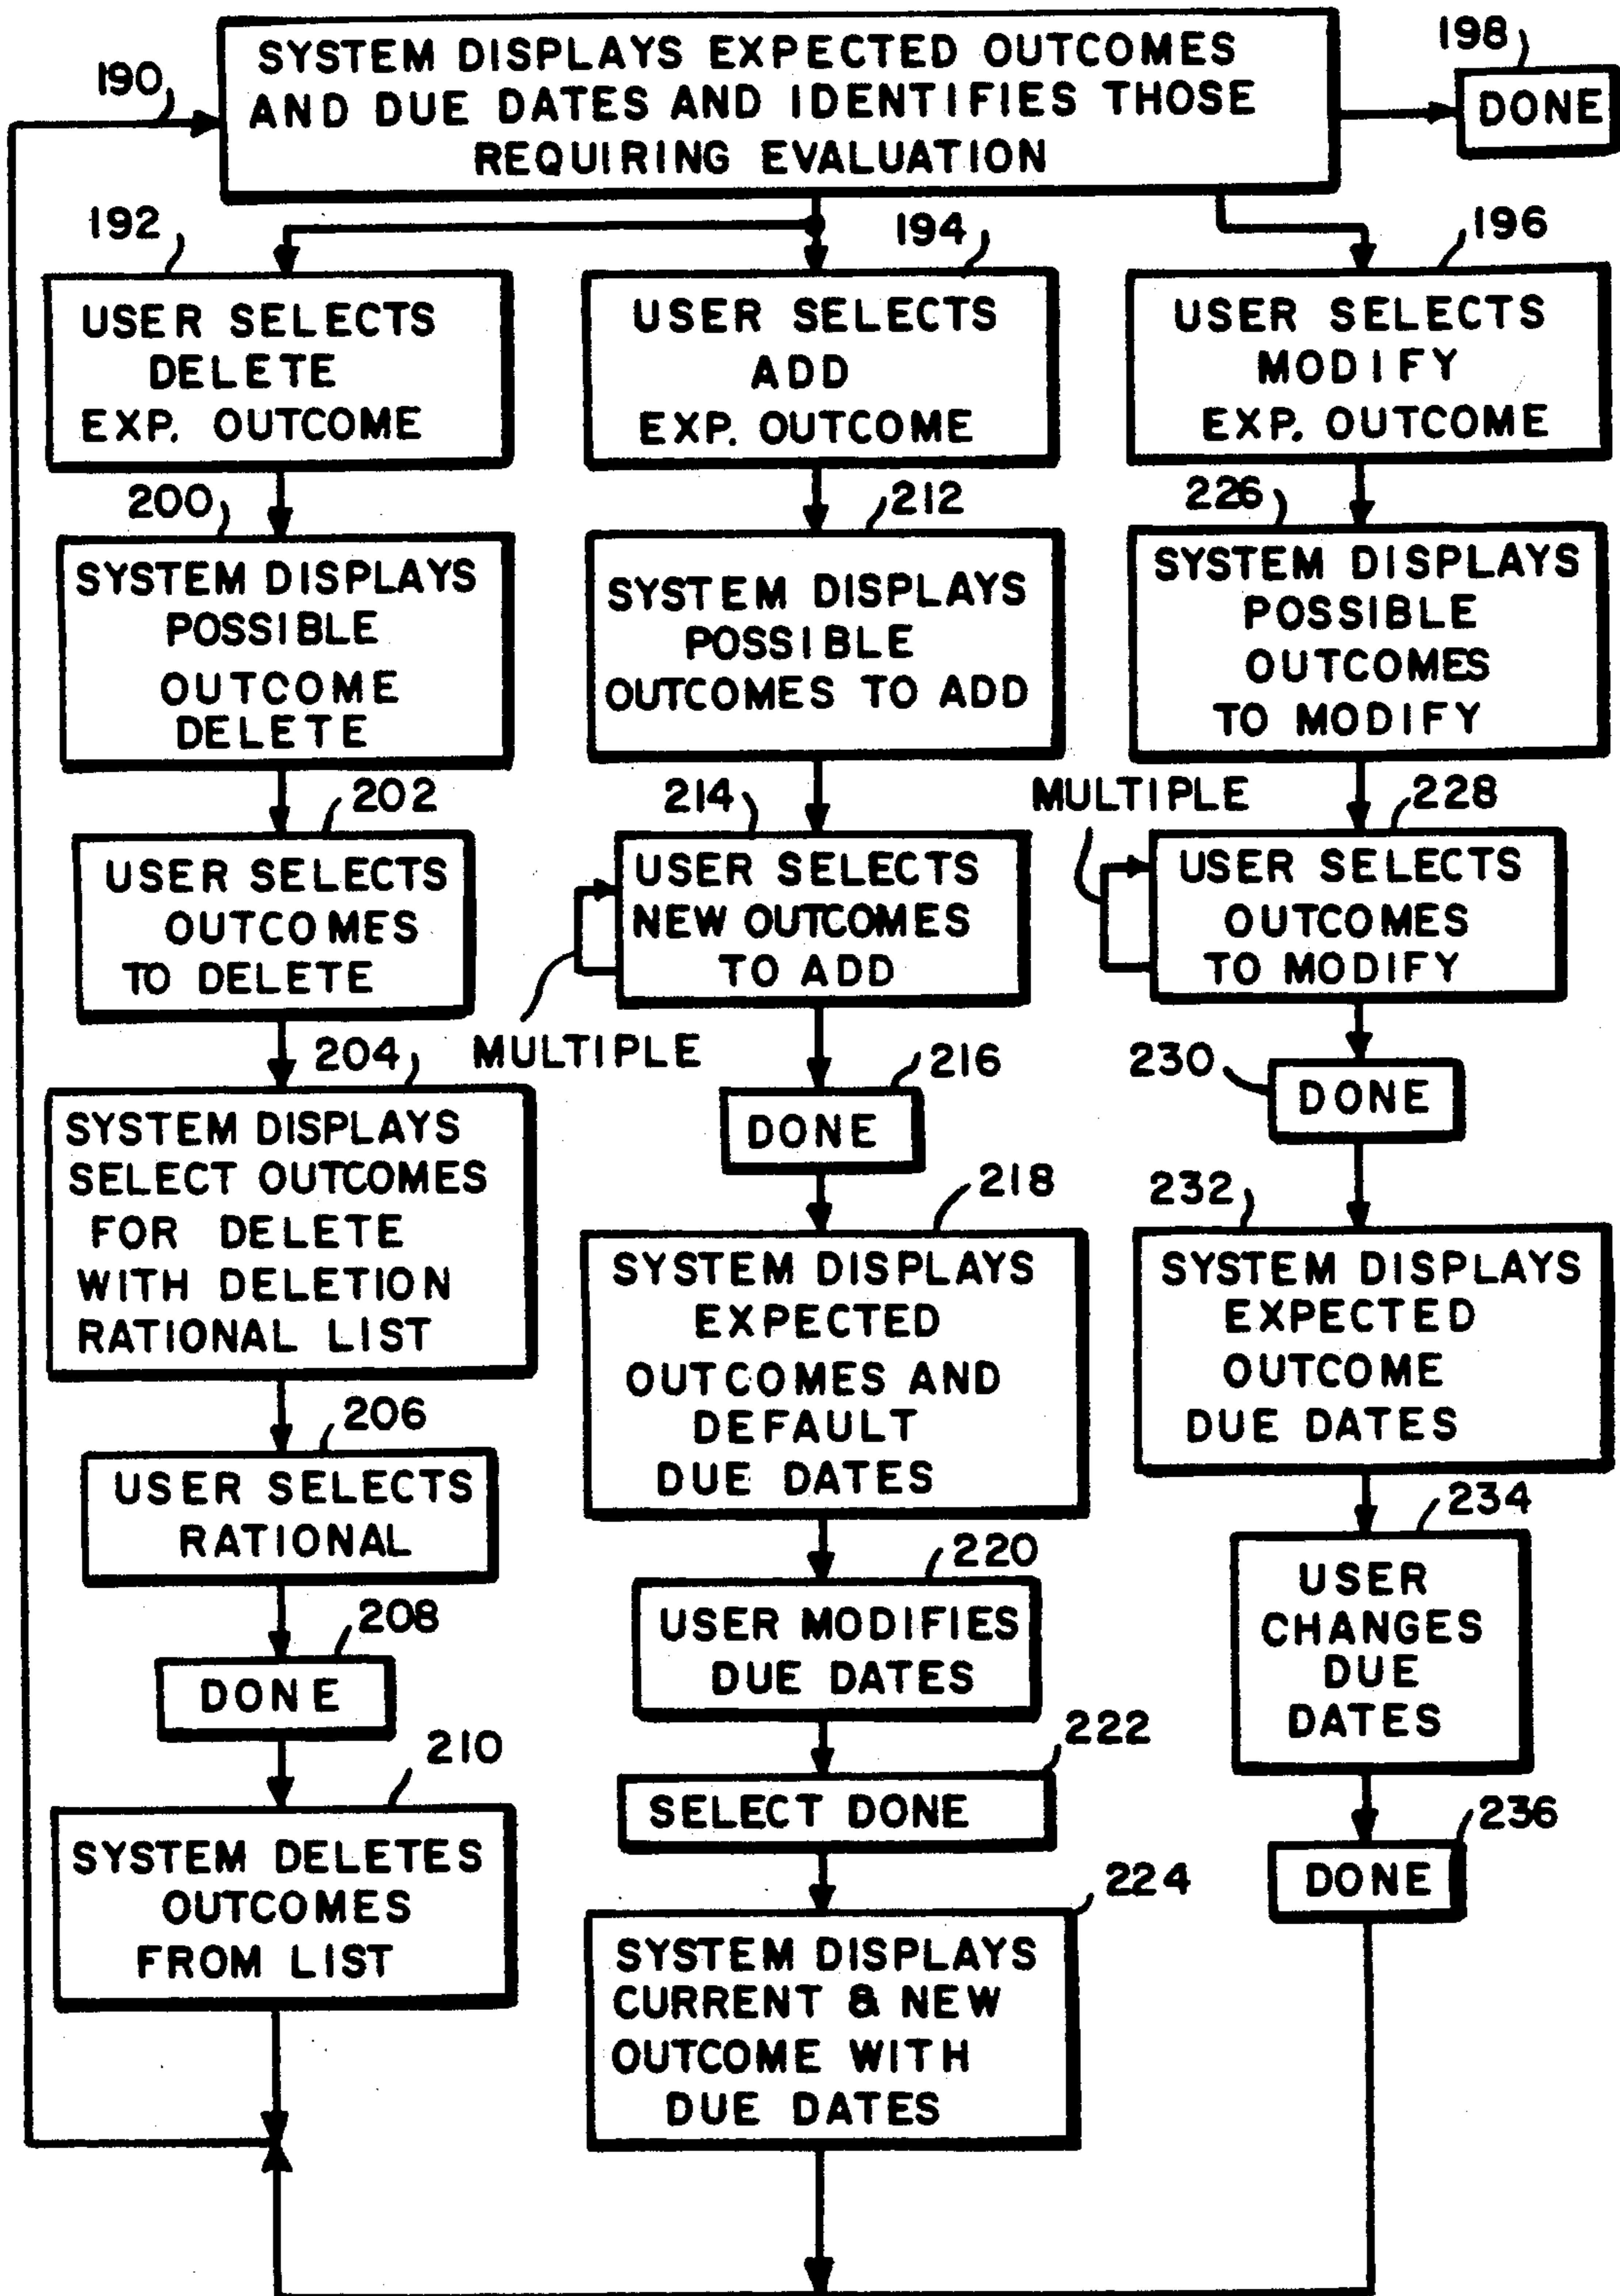 190
SYSTEM DISPLAYS EXPECTED OUTCOMES
AND DUE DATES AND IDENTIFIES THOSE
REQUIRING EVALUATION
198
DONE
192
USER SELECTS
DELETE
EXP. OUTCOME
200
SYSTEM DISPLAYS
POSSIBLE
OUTCOME
DELETE
202
USER SELECTS
OUTCOMES
TO DELETE
204
SYSTEM DISPLAYS
SELECT OUTCOMES
FOR DELETE
WITH DELETION
RATIONAL LIST
206
USER SELECTS
RATIONAL
208
DONE
210
SYSTEM DELETES
OUTCOMES
FROM LIST
194
USER SELECTS
ADD
EXP. OUTCOME
212
SYSTEM DISPLAYS
POSSIBLE
OUTCOMES TO ADD
214
USER SELECTS
NEW OUTCOMES
TO ADD
MULTIPLE
216
DONE
218
SYSTEM DISPLAYS
EXPECTED
OUTCOMES AND
DEFAULT
DUE DATES
220
USER MODIFIES
DUE DATES
222
SELECT DONE
224
SYSTEM DISPLAYS
CURRENT & NEW
OUTCOME WITH
DUE DATES
196
USER SELECTS
MODIFY
EXP. OUTCOME
226
SYSTEM DISPLAYS
POSSIBLE
OUTCOMES
TO MODIFY
MULTIPLE
228
USER SELECTS
OUTCOMES
TO MODIFY
230
DONE
232
SYSTEM DISPLAYS
EXPECTED
OUTCOME
DUE DATES
234
USER
CHANGES
DUE
DATES
236
DONE